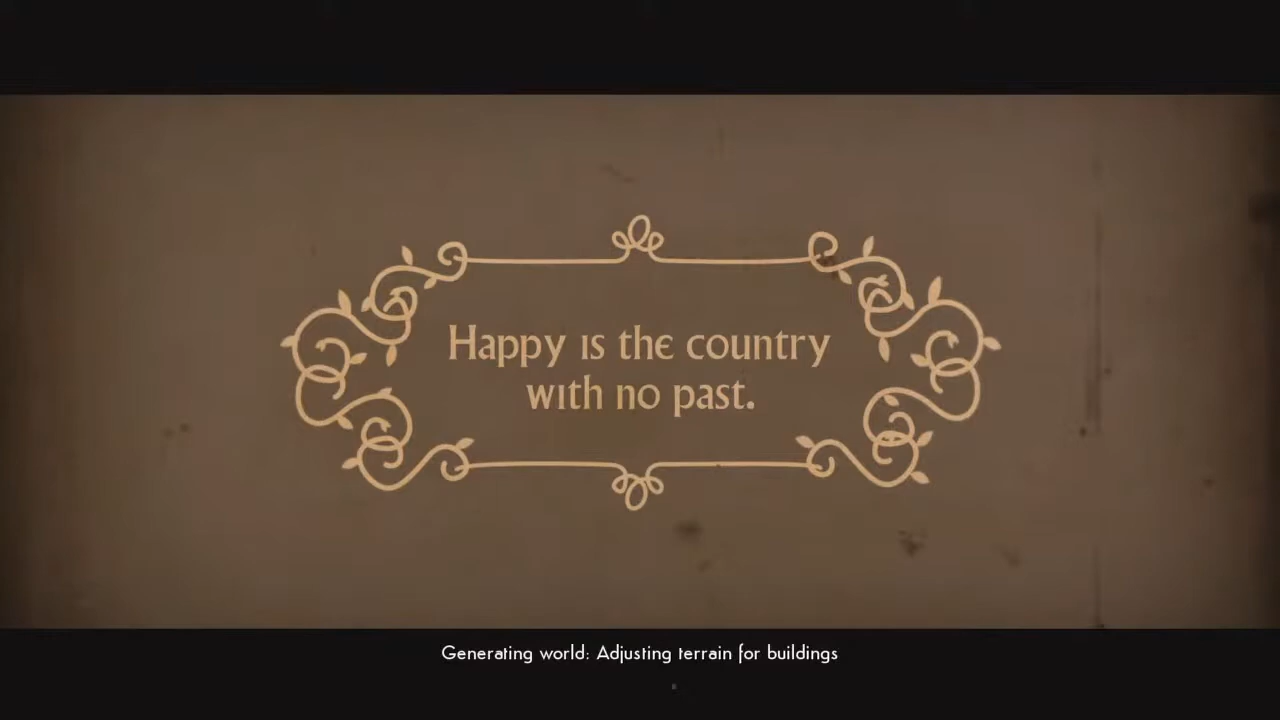 Happy is the country
with no past.
Generating world: Adjusting terrain for buildings